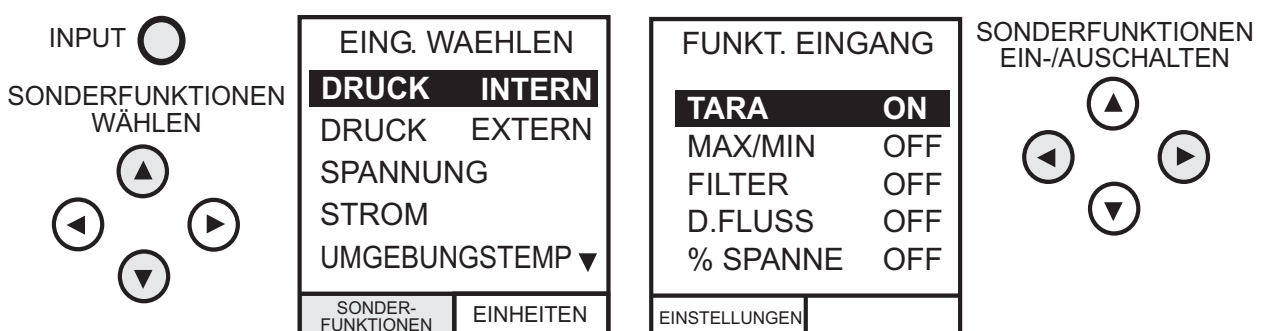 INPUT
SONDERFUNKTIONEN
WÄHLEN
EING. WAEHLEN
DRUCK INTERN
DRUCK EXTERN
SPANNUNG
STROM
UMGEBUNGSTEMP ▼
SONDER-
FUNKTIONEN
EINHEITEN
FUNKT. EINGANG
TARA ON
MAX/MIN OFF
FILTER OFF
D.FLUSS OFF
% SPANNE OFF
EINSTELLUNGEN
SONDERFUNKTIONEN
EIN-/AUSCHALTEN